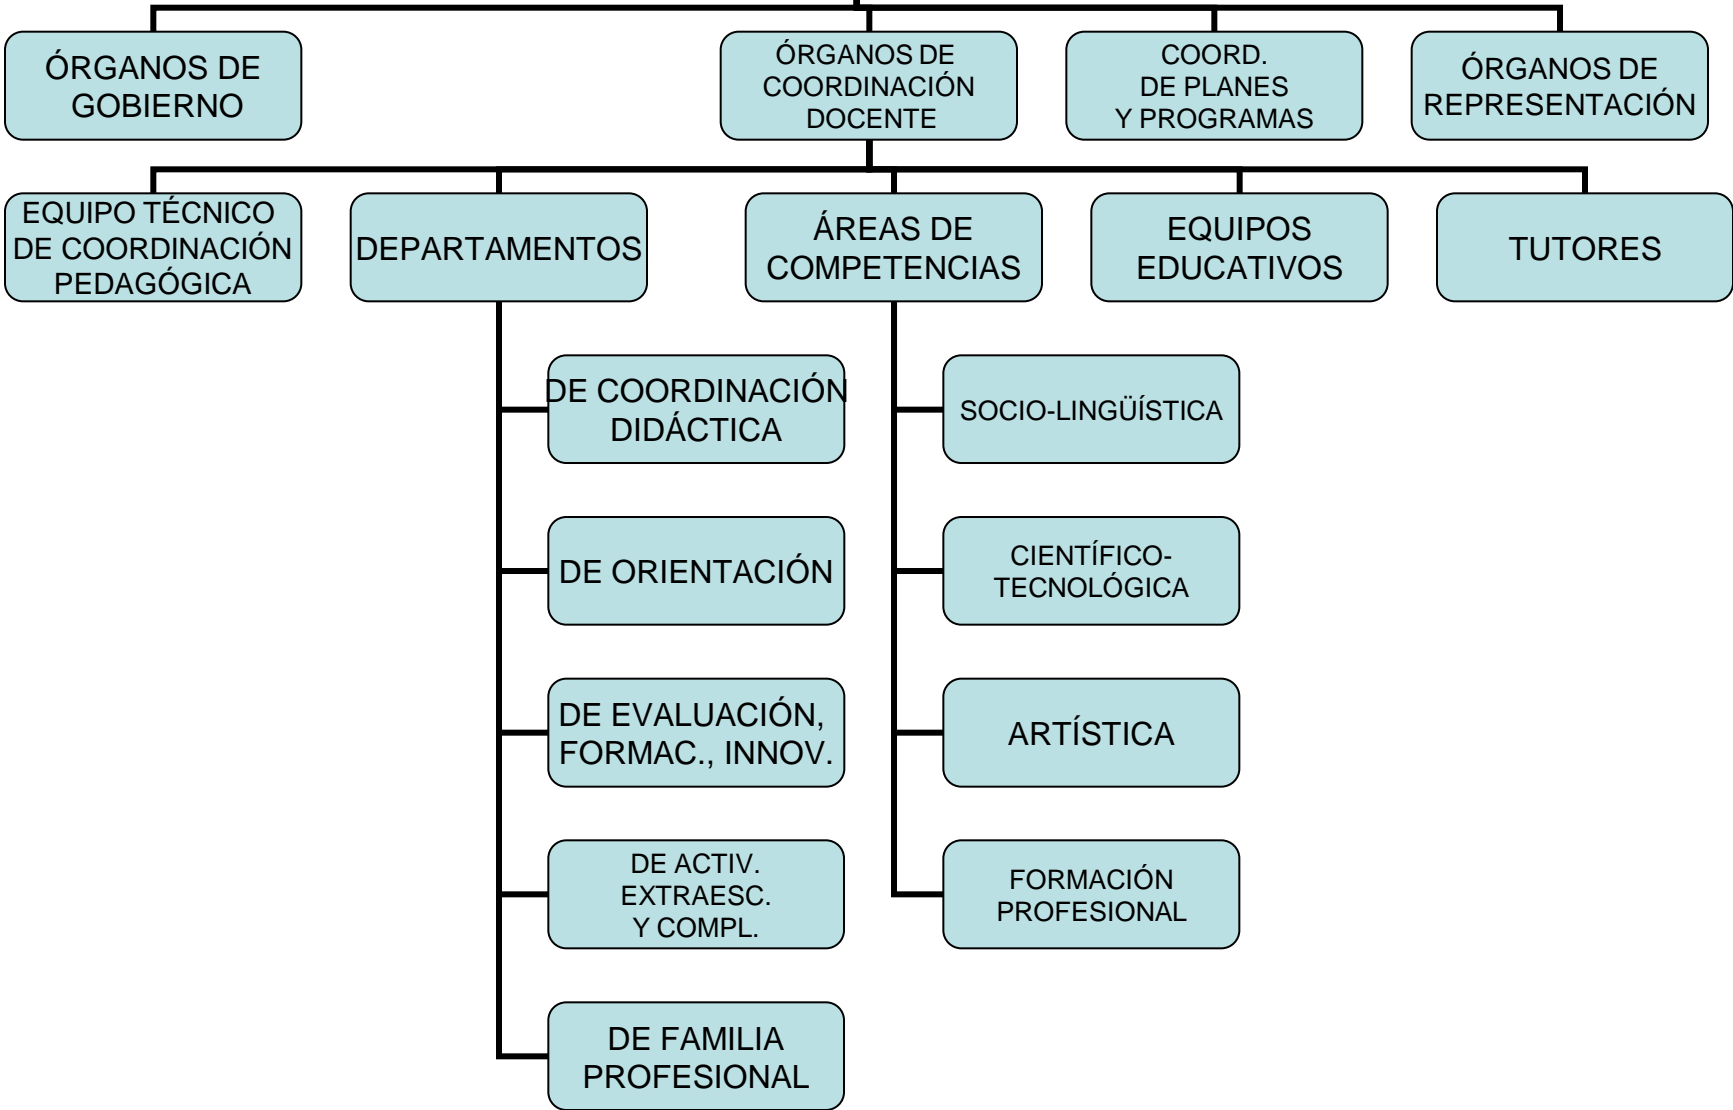 ÓRGANOS DE
GOBIERNO
ÓRGANOS DE
COORDINACIÓN
DOCENTE
COORD.
DE PLANES
Y PROGRAMAS
ÓRGANOS DE
REPRESENTACIÓN
EQUIPO TÉCNICO
DE COORDINACIÓN
PEDAGÓGICA
DEPARTAMENTOS
ÁREAS DE
COMPETENCIAS
EQUIPOS
EDUCATIVOS
TUTORES
DE COORDINACIÓN
DIDÁCTICA
DE ORIENTACIÓN
DE EVALUACIÓN,
FORMAC., INNOV.
DE ACTIV.
EXTRAESC.
Y COMPL.
DE FAMILIA
PROFESIONAL
SOCIO-LINGÜÍSTICA
CIENTÍFICO-
TECNOLÓGICA
ARTÍSTICA
FORMACIÓN
PROFESIONAL